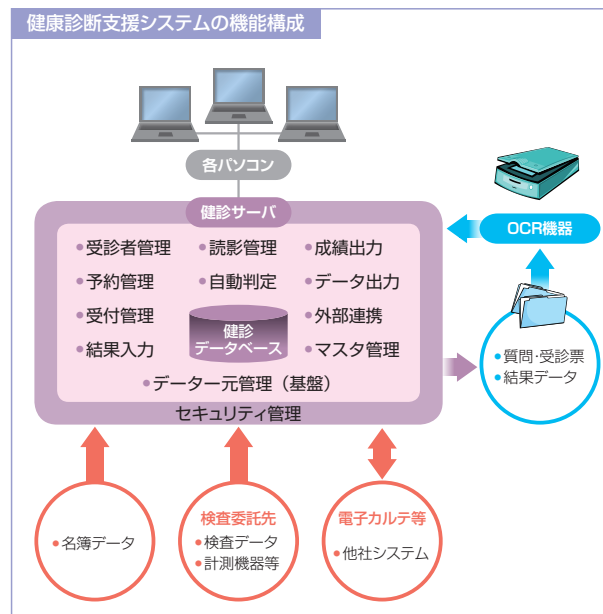 健康診断支援システムの機能構成
各パソコン
健診サーバ
•受診者管理
•読影管理
•成績出力
•予約管理
•自動判定
•データ出力
•受付管理
•外部連携
•結果入力
健診
データベース
•マスタ管理
•データ一元管理（基盤）
セキュリティ管理
OCR機器
•質問・受診票
•結果データ
•名簿データ
検査委託先
•検査データ
•計測機器等
電子カルテ等
•他社システム